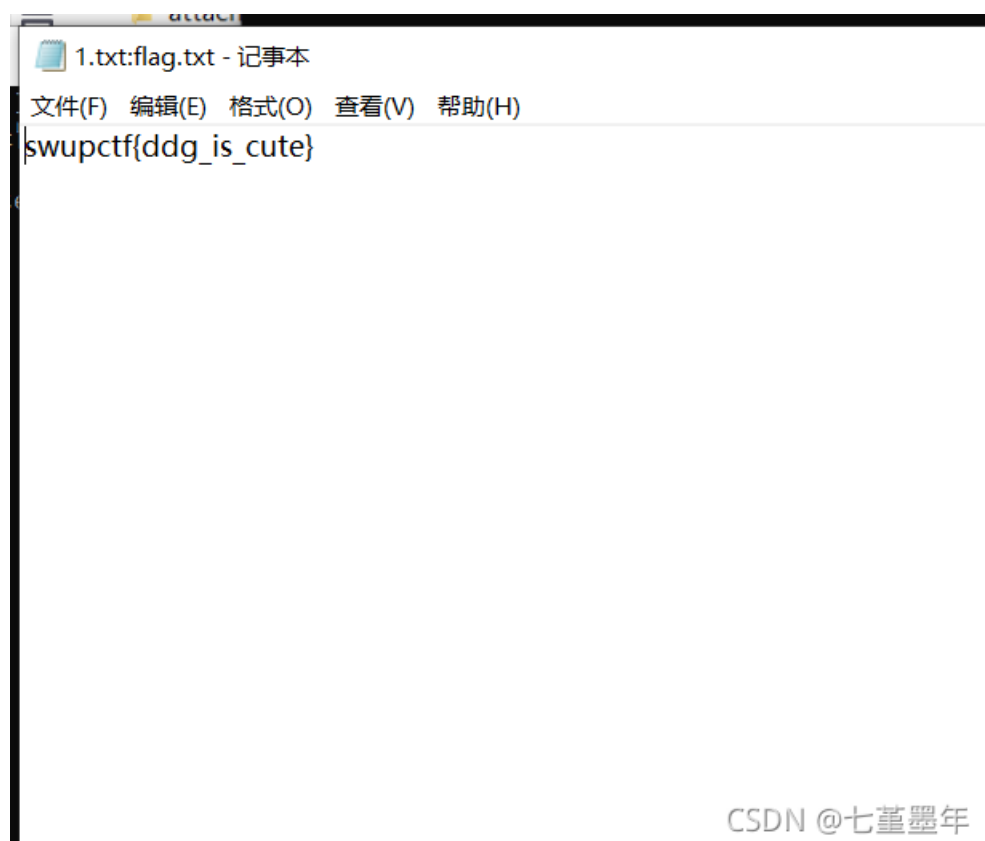 attach
1.txt:flag.txt - 记事本
文件(F) 编辑(E) 格式(O) 查看(V) 帮助(H)
swupctf{ddg_is_cute}
CSDN @七堇墨年